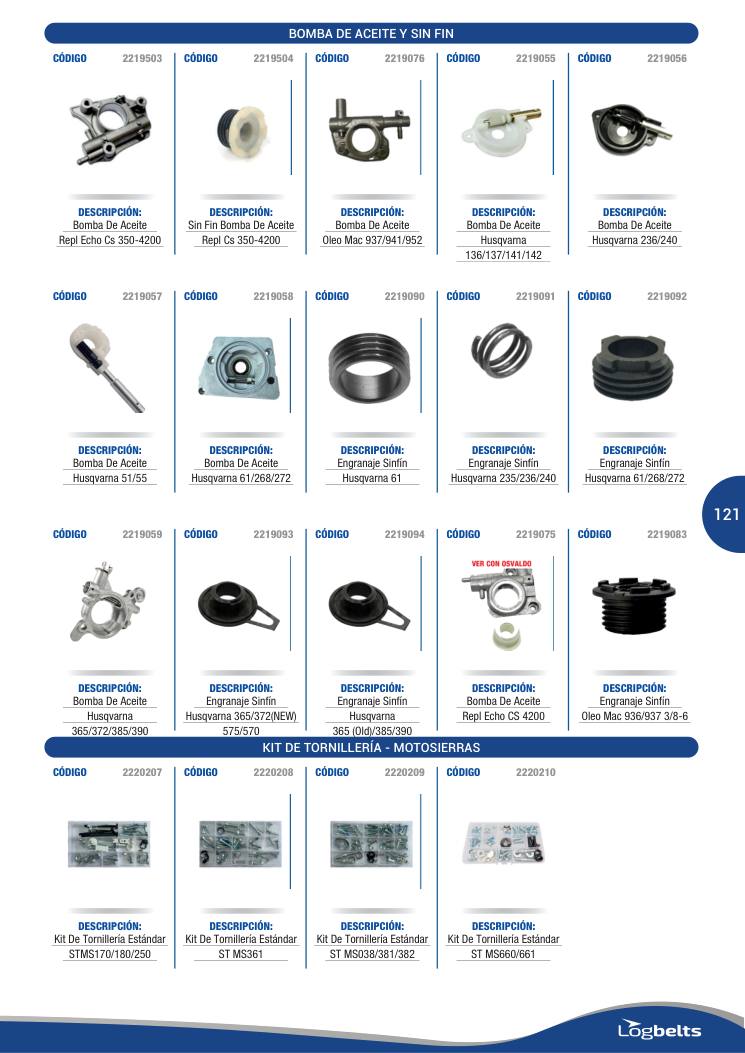 BOMBA DE ACEITE Y SIN FIN
CÓDIGO 2219503
DESCRIPCIÓN:
Bomba De Aceite
Repl Echo Cs 350-4200
CÓDIGO 2219504
DESCRIPCIÓN:
Sin Fin Bomba De Aceite
Repl Cs 350-4200
CÓDIGO 2219076
DESCRIPCIÓN:
Bomba De Aceite
Oleo Mac 937/941/952
CÓDIGO 2219055
DESCRIPCIÓN:
Bomba De Aceite
Husqvarna
136/137/141/142
CÓDIGO 2219056
DESCRIPCIÓN:
Bomba De Aceite
Husqvarna 236/240
CÓDIGO 2219057
DESCRIPCIÓN:
Bomba De Aceite
Husqvarna 51/55
CÓDIGO 2219058
DESCRIPCIÓN:
Bomba De Aceite
Husqvarna 61/268/272
CÓDIGO 2219090
DESCRIPCIÓN:
Engranaje Sinfín
Husqvarna 61
CÓDIGO 2219091
DESCRIPCIÓN:
Engranaje Sinfín
Husqvarna 235/236/240
CÓDIGO 2219092
DESCRIPCIÓN:
Engranaje Sinfín
Husqvarna 61/268/272
121
CÓDIGO 2219059
DESCRIPCIÓN:
Bomba De Aceite
Husqvarna
365/372/385/390
CÓDIGO 2219093
DESCRIPCIÓN:
Engranaje Sinfín
Husqvarna 365/372(NEW)
575/570
CÓDIGO 2219094
DESCRIPCIÓN:
Engranaje Sinfín
Husqvarna
365 (Old)/385/390
CÓDIGO 2219075
VER CON OSVALDO
DESCRIPCIÓN:
Bomba De Aceite
Repl Echo CS 4200
CÓDIGO 2219083
DESCRIPCIÓN:
Engranaje Sinfín
Oleo Mac 936/937 3/8-6
KIT DE TORNILLERÍA - MOTOSIERRAS
CÓDIGO 2220207
DESCRIPCIÓN:
Kit De Tornillería Estándar
STMS170/180/250
CÓDIGO 2220208
DESCRIPCIÓN:
Kit De Tornillería Estándar
ST MS361
CÓDIGO 2220209
DESCRIPCIÓN:
Kit De Tornillería Estándar
ST MS038/381/382
CÓDIGO 2220210
DESCRIPCIÓN:
Kit De Tornillería Estándar
ST MS660/661
Logbelts